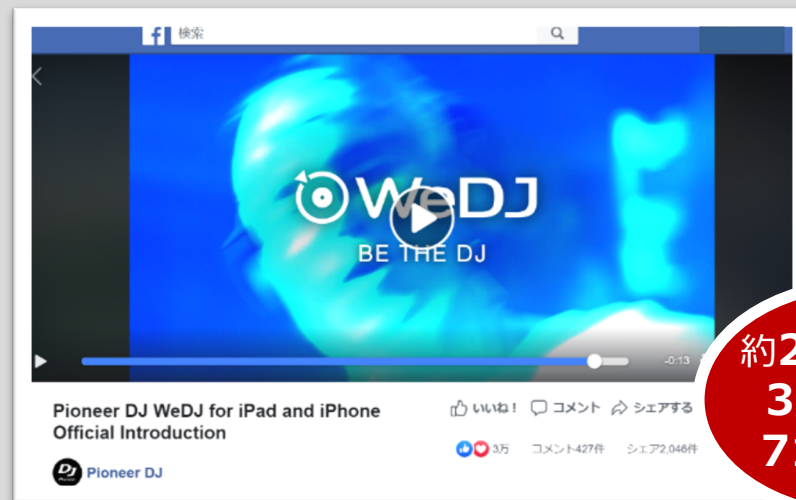 検索
WeDJ
BE THE DJ
-0:13
Pioneer DJ WeDJ for iPad and iPhone
Official Introduction
Pioneer DJ
いいね！ コメント シェアする
3万 コメント427件 シェア2,046件
約2
3
7